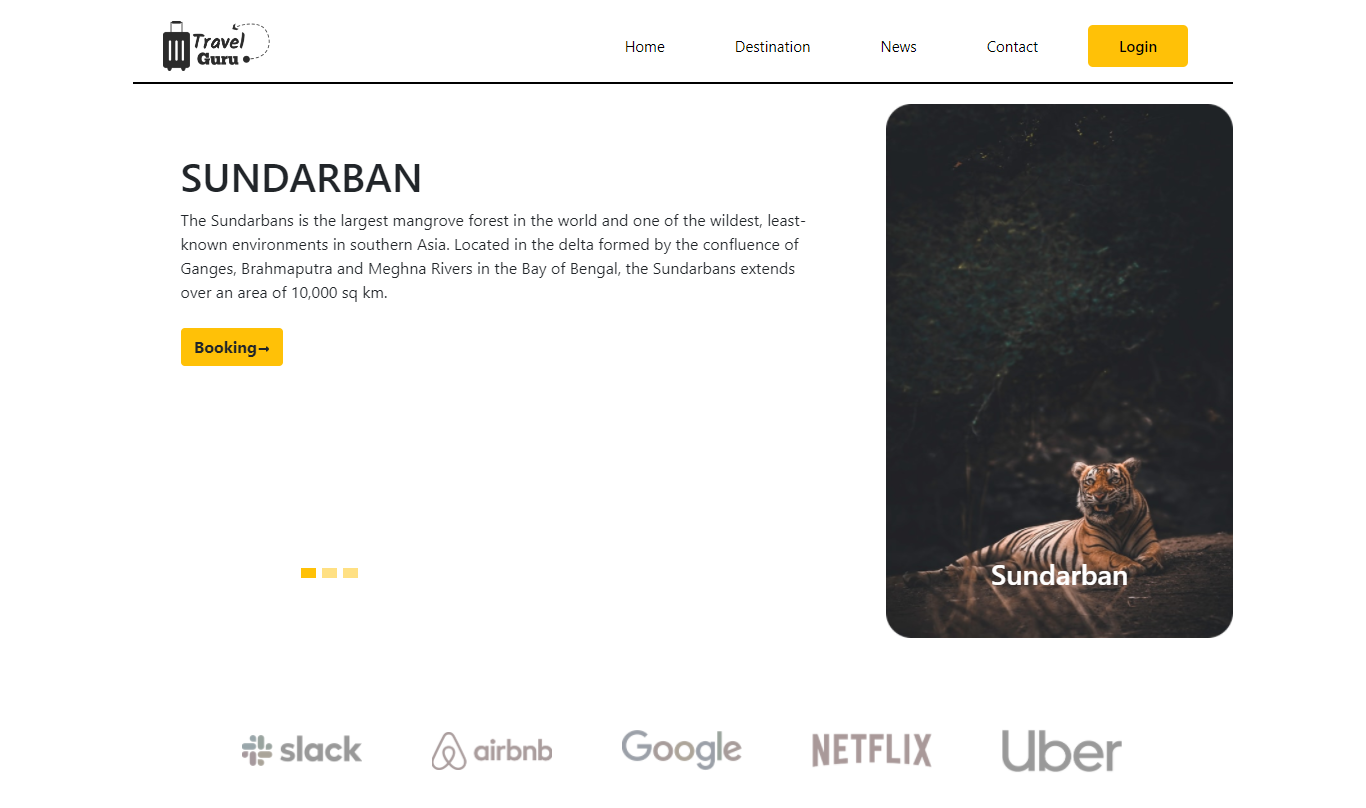 Travel
Guru
Home
Destination
News
Contact
Login
SUNDARBAN
The Sundarbans is the largest mangrove forest in the world and one of the wildest, least-
known environments in southern Asia. Located in the delta formed by the confluence of
Ganges, Brahmaputra and Meghna Rivers in the Bay of Bengal, the Sundarbans extends
over an area of 10,000 sq km.
Booking→
Sundarban
slack
airbnb
Google
NETFLIX
Uber